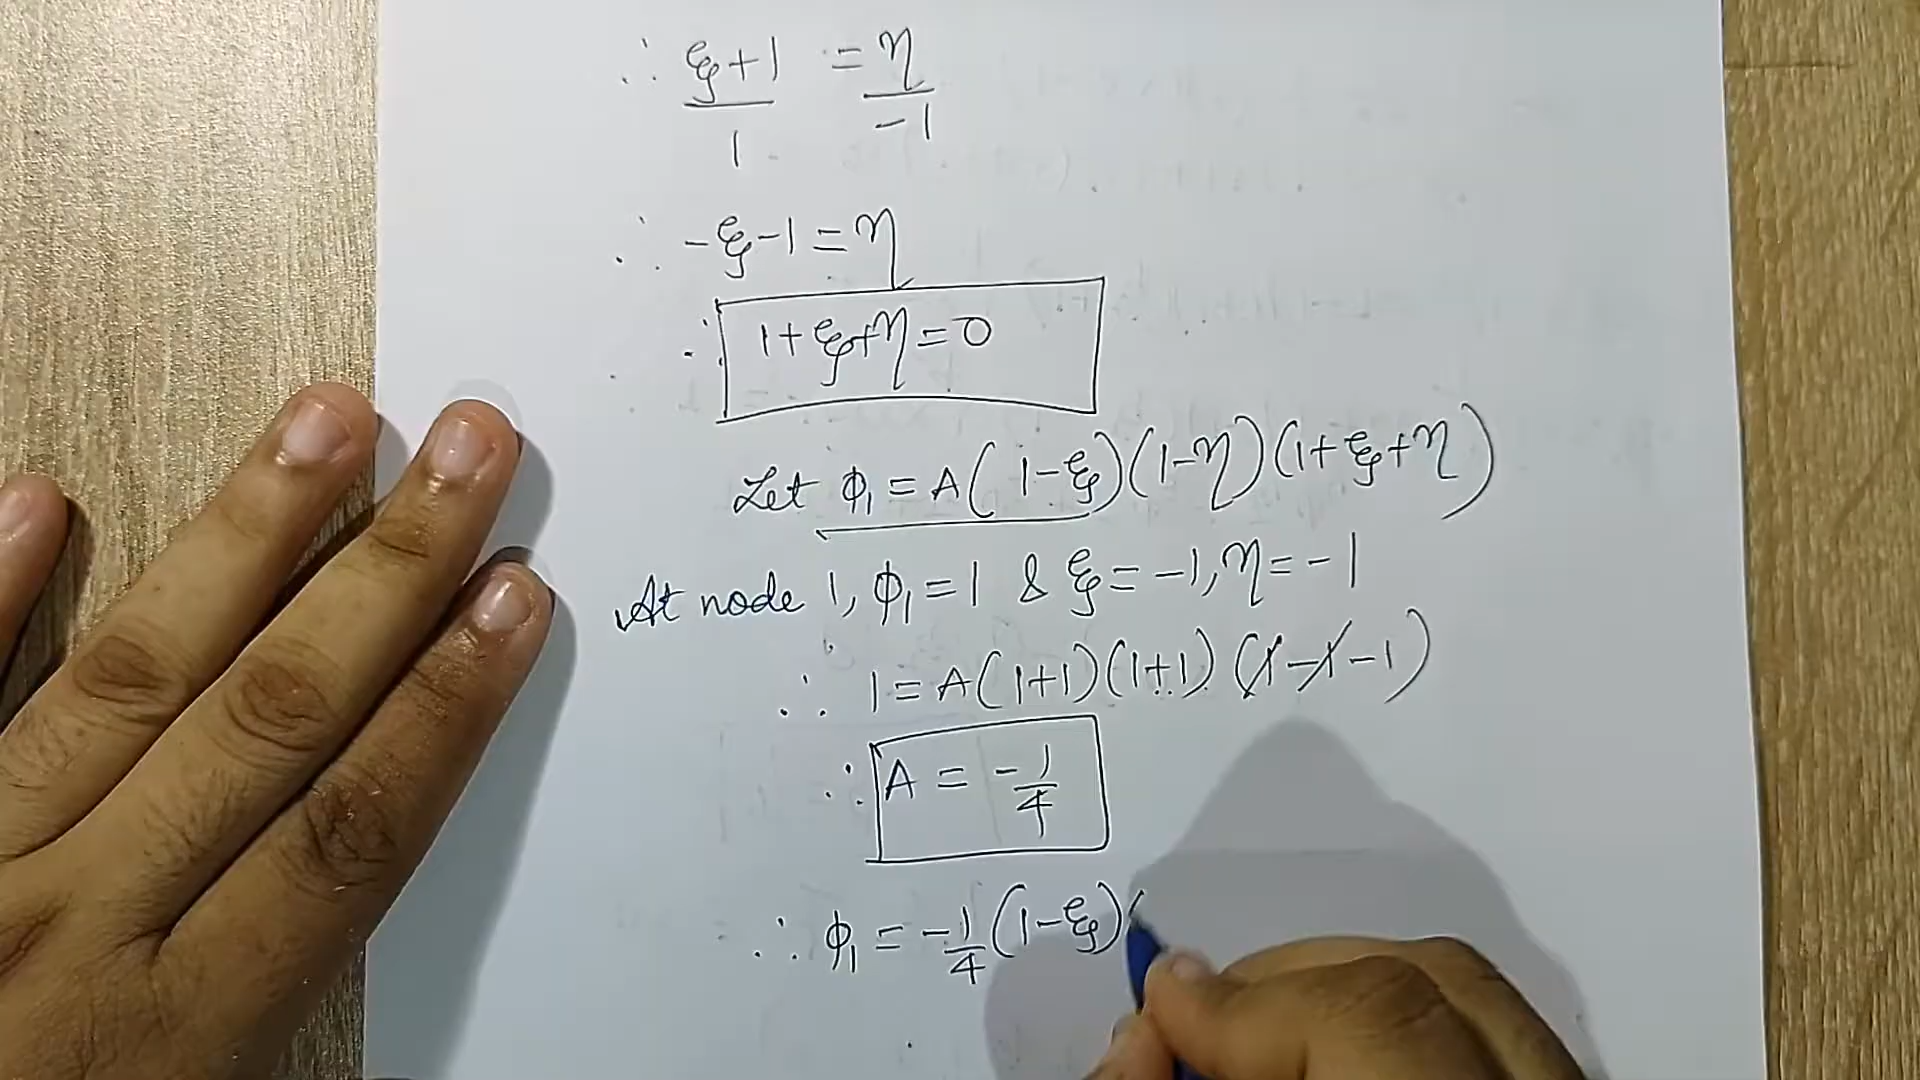 ∴ ξ+1/1 = η/-1
∴ -ξ-1 = η
∴ 1+ξ+η = 0
Let ϕ₁ = A(1-ξ)(1-η)(1+ξ+η)
At node 1, ϕ₁ = 1 & ξ = -1, η = -1
∴ 1 = A(1+1)(1+1)(1-1-1)
∴ A = -1/4
∴ ϕ₁ = -1/4(1-ξ)(